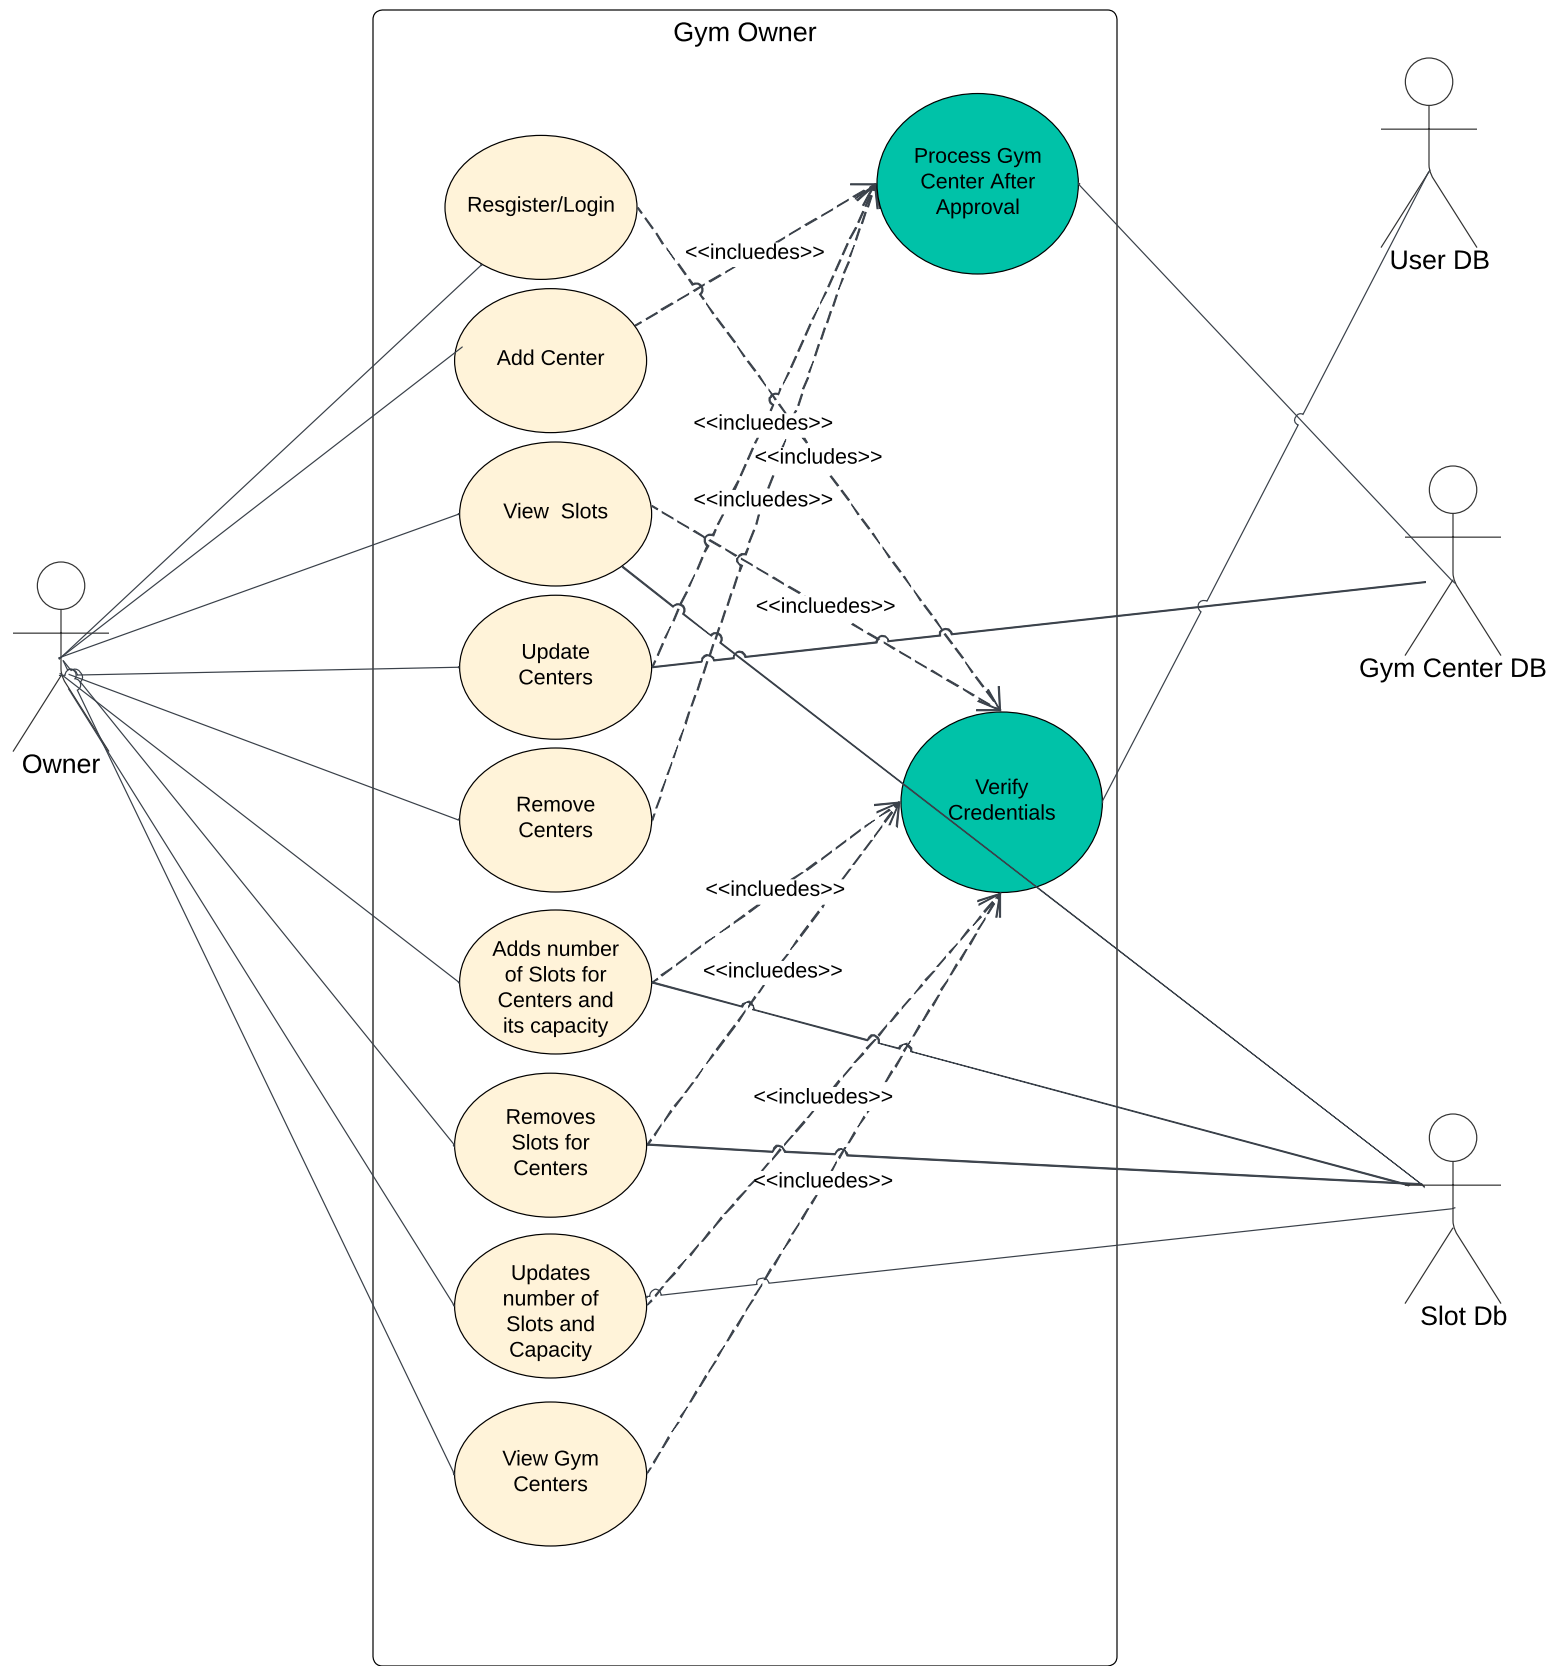 Gym Owner
Resgister/Login
Add Center
View  Slots
Update
Centers
Remove
Centers
Adds number
of Slots for
Centers and
its capacity
Removes
Slots for
Centers
Updates
number of
Slots and
Capacity
View Gym
Centers
Owner
<<incluedes>>
<<incluedes>>
<<includes>>
<<incluedes>>
<<incluedes>>
<<incluedes>>
<<incluedes>>
<<incluedes>>
<<incluedes>>
Process Gym
Center After
Approval
Verify
Credentials
User DB
Gym Center DB
Slot Db